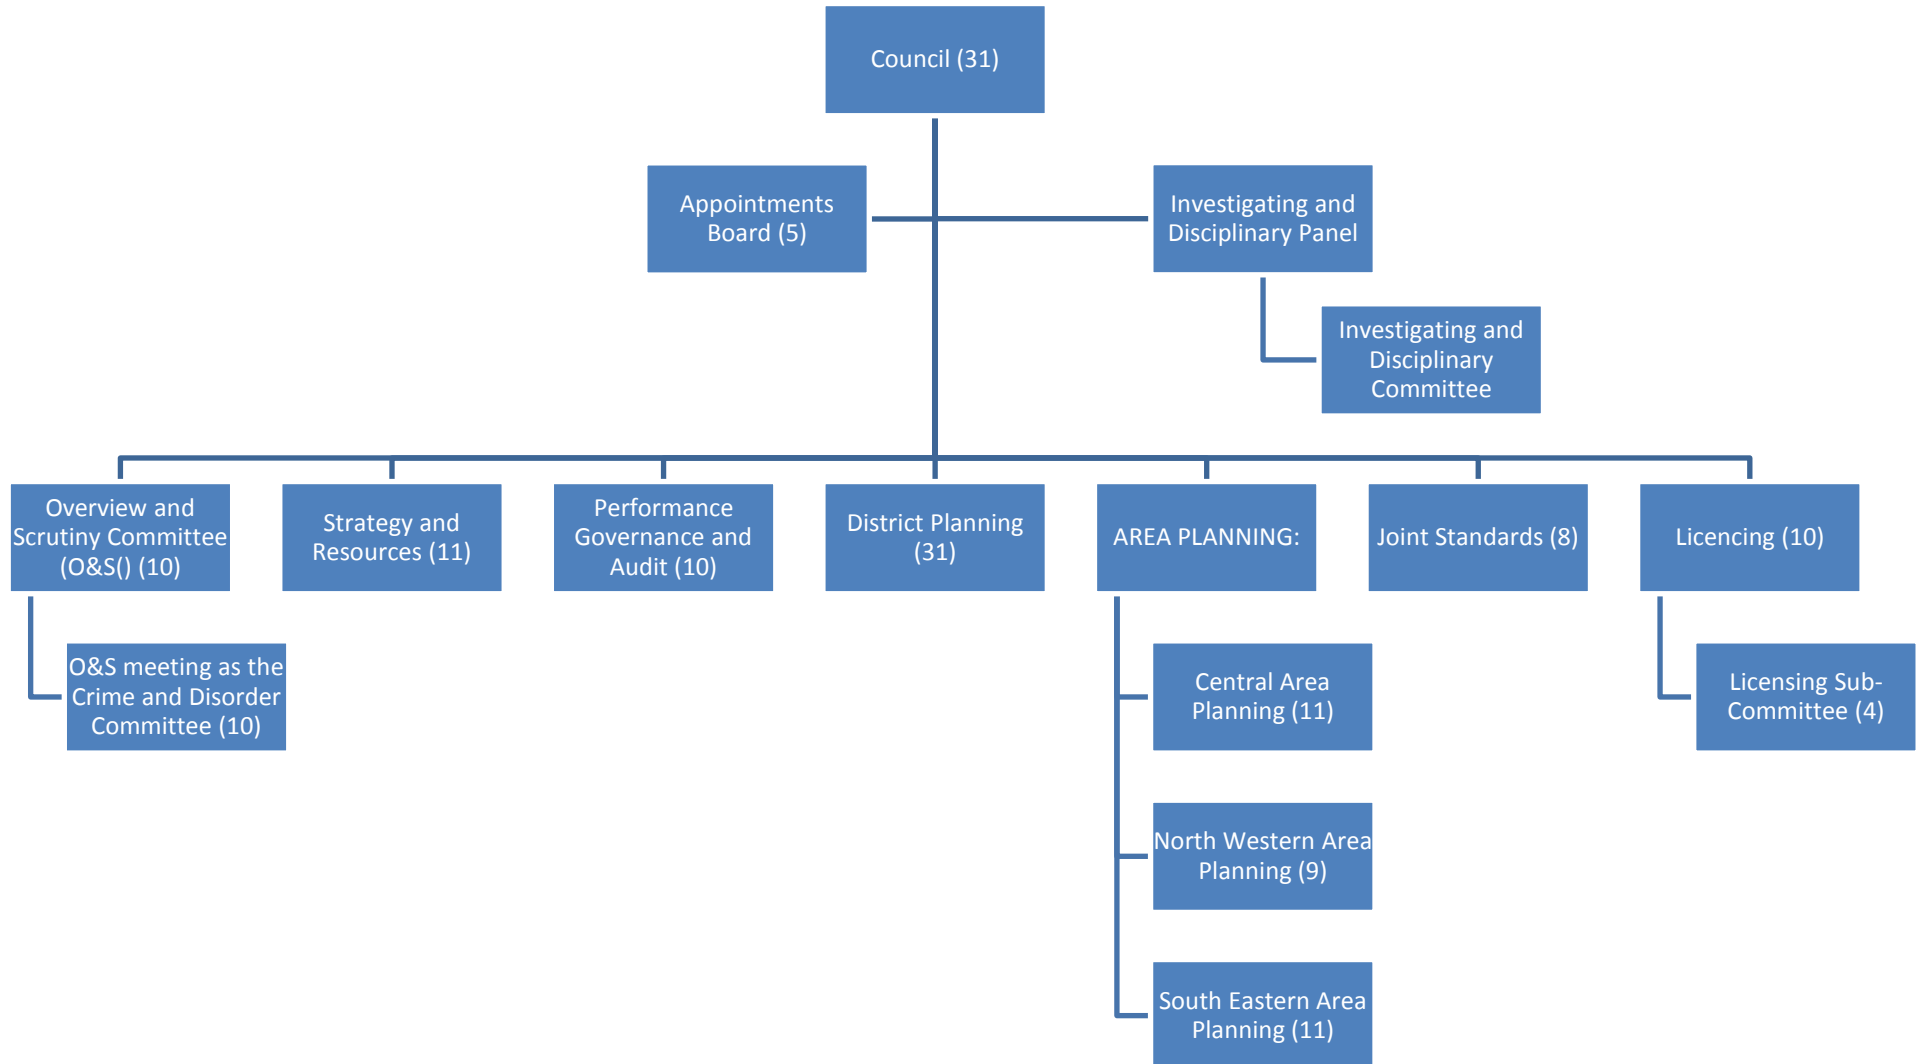 Council (31)
Appointments
Board (5)
Investigating and
Disciplinary Panel
Investigating and
Disciplinary
Committee
Overview and
Scrutiny Committee
(O&S() (10)
Strategy and
Resources (11)
Performance
Governance and
Audit (10)
District Planning
(31)
AREA PLANNING:
Joint Standards (8)
Licencing (10)
O&S meeting as the
Crime and Disorder
Committee (10)
Central Area
Planning (11)
Licensing Sub-
Committee (4)
North Western Area
Planning (9)
South Eastern Area
Planning (11)